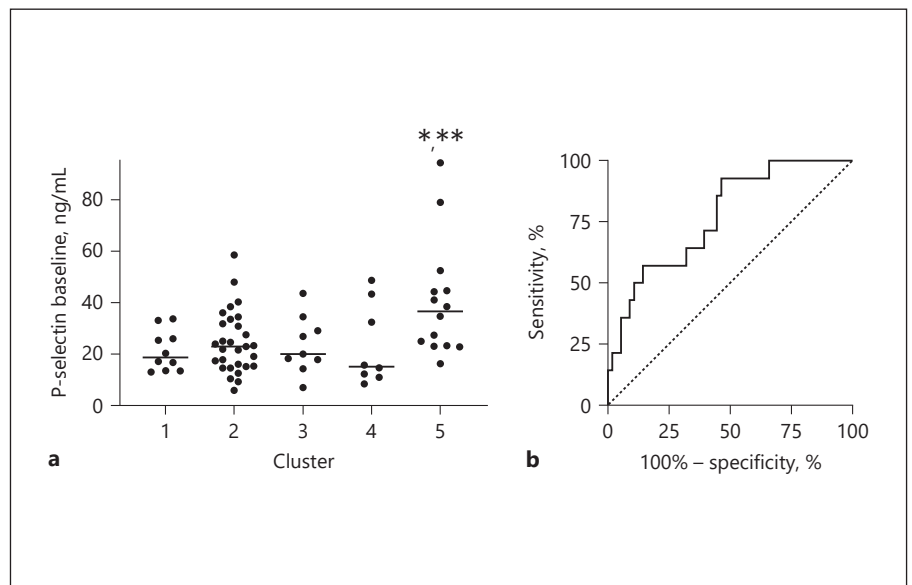 *,**
P-selectin baseline, ng/mL
80
60
40
20
0
1 2 3 4 5
Cluster
a
Sensitivity, %
100
75
50
25
0
0 25 50 75 100
100% – specificity, %
b